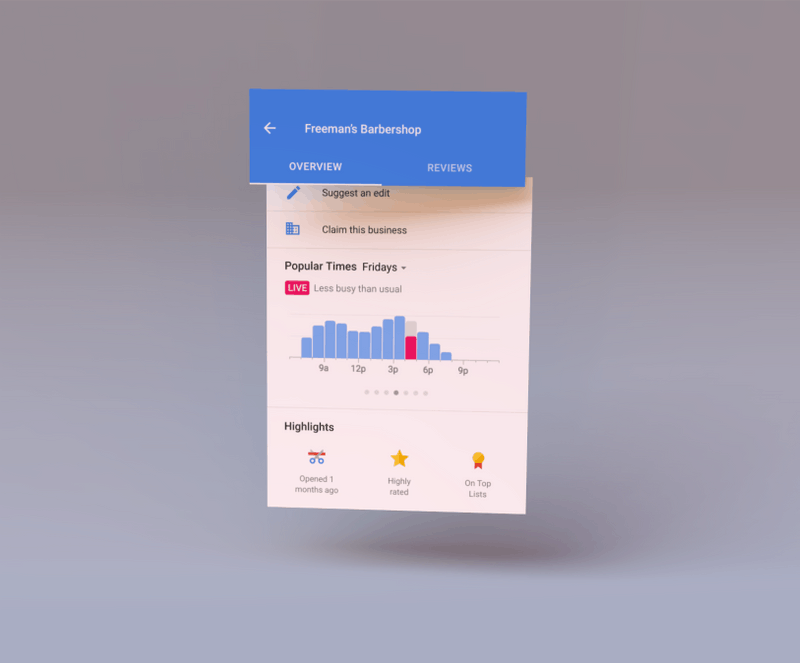 Freeman's Barbershop
OVERVIEW REVIEWS
Suggest an edit
Claim this business
Popular Times Fridays
LIVE Less busy than usual
9a 12p 3p 6p 9p
Highlights
Opened 1
months ago
Highly
rated
On Top
Lists